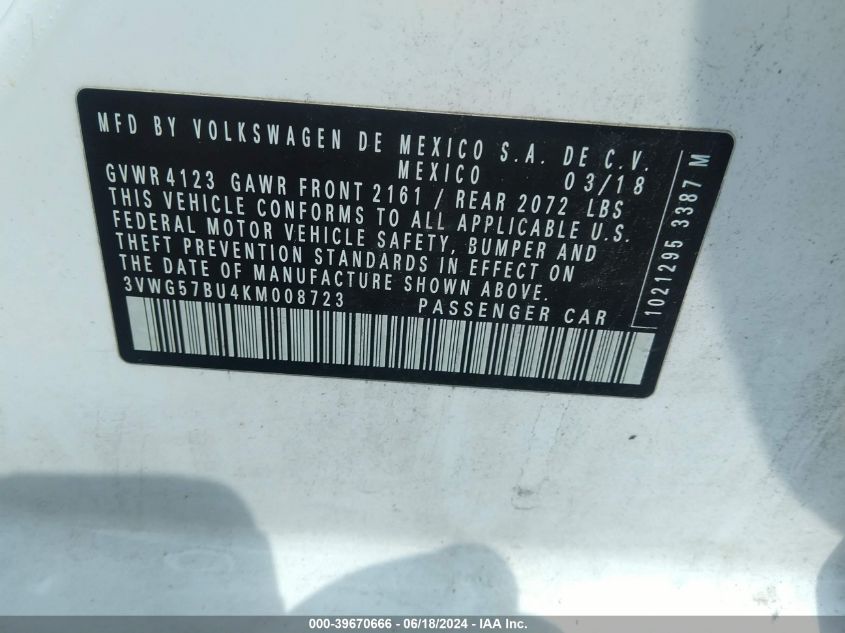 MFD BY VOLKSWAGEN DE MEXICO S.A. DE C.V.
MEXICO 03/18
GVWR 4123 GAWR FRONT 2161 / REAR 2072 LBS
THIS VEHICLE CONFORMS TO ALL APPLICABLE U.S.
FEDERAL MOTOR VEHICLE SAFETY, BUMPER AND
THEFT PREVENTION STANDARDS IN EFFECT ON
THE DATE OF MANUFACTURE SHOWN ABOVE.
3VWG57BU4KM008723 PASSENGER CAR
1021295 3387 M
000-39670666 - 06/18/2024 - IAA Inc.